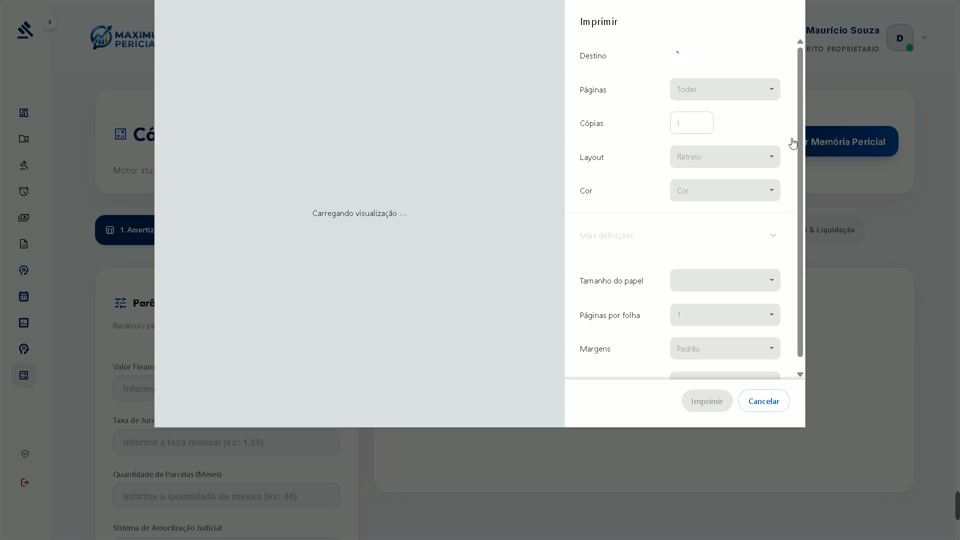 MAXIMU
PERÍCIA
Imprimir
Maurício Souza
D
RITO PROPRIETARIO
Destino
Páginas
Todas
Cópias
1
Có
r Memória Pericial
Motor atu
Layout
Retrato
Cor
Cor
Carregando visualização ...
1. Amortiz
l & Liquidação
Mais definições
Tamanho do papel
Parâ
Recálculo pe
Páginas por folha
1
Margens
Padrão
Valor Financ
Inform
Imprimir
Cancelar
Taxa de Jur
Informe a taxa mensal (ex: 1.85)
Quantidade de Parcelas (Meses)
Informe a quantidade de meses (ex: 48)
Sistema de Amortização Judicial